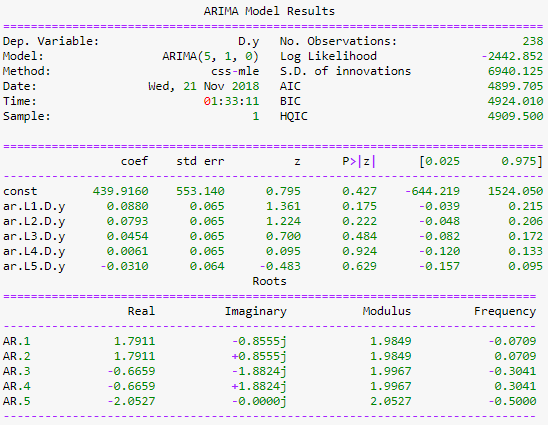 ARIMA Model Results
==============================================================================
Dep. Variable: D.y No. Observations: 238
Model: ARIMA(5, 1, 0) Log Likelihood -2442.852
Method: css-mle S.D. of innovations 6940.125
Date: Wed, 21 Nov 2018 AIC 4899.705
Time: 01:33:11 BIC 4924.010
Sample: 1 HQIC 4909.500
==============================================================================
coef std err z P>|z| [0.025 0.975]
------------------------------------------------------------------------------
const 439.9160 553.140 0.795 0.427 -644.219 1524.050
ar.L1.D.y 0.0880 0.065 1.361 0.175 -0.039 0.215
ar.L2.D.y 0.0793 0.065 1.224 0.222 -0.048 0.206
ar.L3.D.y 0.0454 0.065 0.700 0.484 -0.082 0.172
ar.L4.D.y 0.0061 0.065 0.095 0.924 -0.120 0.133
ar.L5.D.y -0.0310 0.064 -0.483 0.629 -0.157 0.095
Roots
=============================================================================
Real Imaginary Modulus Frequency
-----------------------------------------------------------------------------
AR.1 1.7911 -0.8555j 1.9849 -0.0709
AR.2 1.7911 +0.8555j 1.9849 0.0709
AR.3 -0.6659 -1.8824j 1.9967 -0.3041
AR.4 -0.6659 +1.8824j 1.9967 0.3041
AR.5 -2.0527 -0.0000j 2.0527 -0.5000
-----------------------------------------------------------------------------